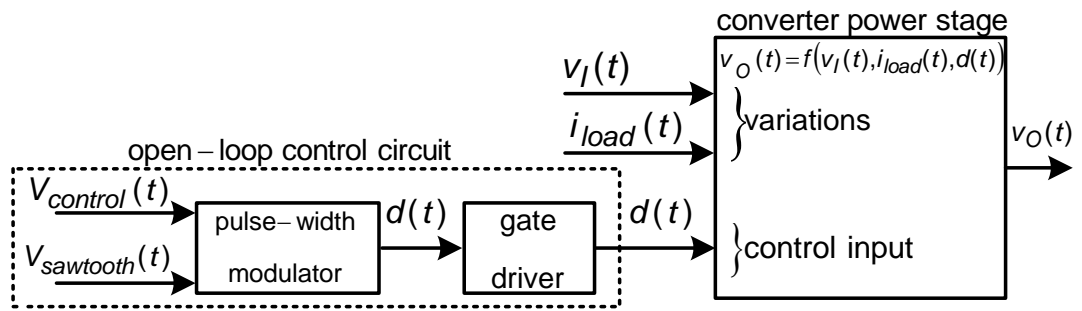 converter power stage
v_O(t)=f(v_I(t),i_load(t),d(t))
v_I(t)
}variations
i_load(t)
v_O(t)
open–loop control circuit
V_control(t)
pulse–width
modulator
d(t)
gate
driver
d(t)
}control input
V_sawtooth(t)